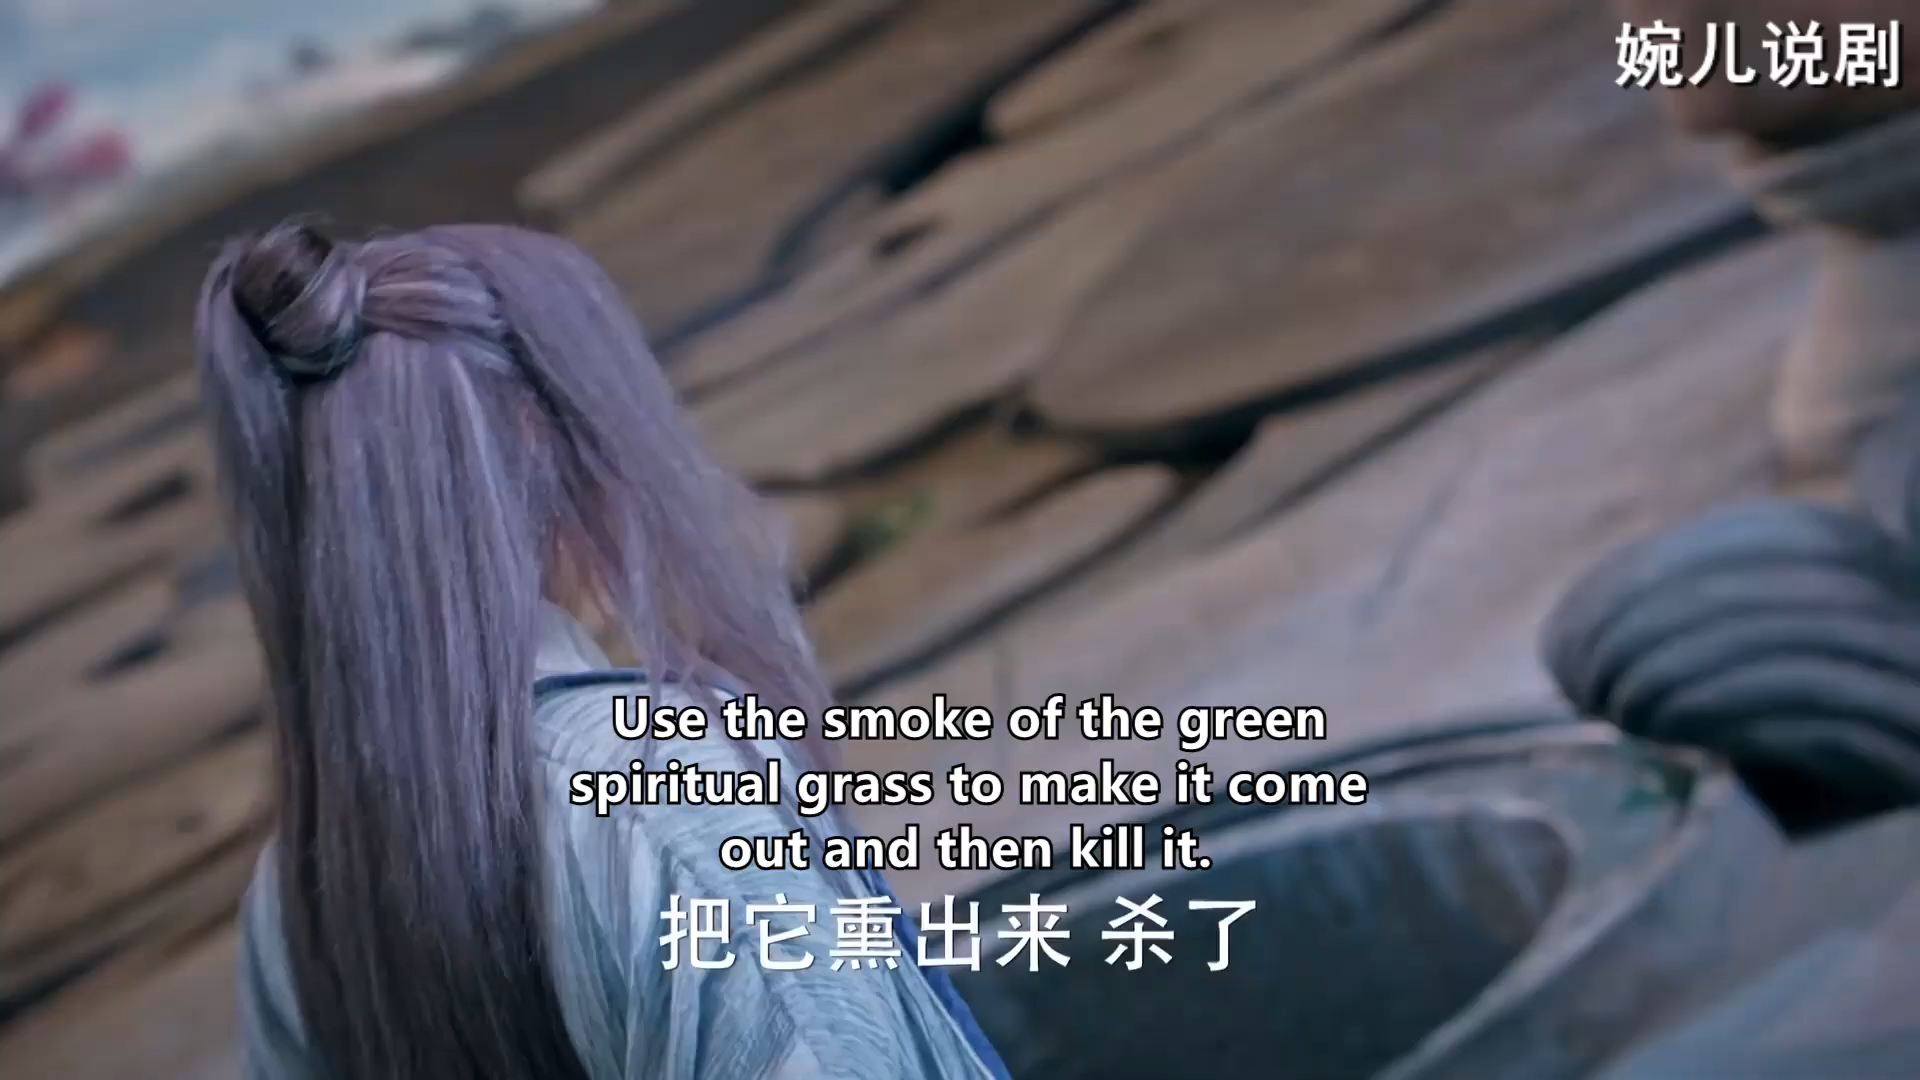 婉儿说剧
Use the smoke of the green
spiritual grass to make it come
out and then kill it.
把它熏出来 杀了